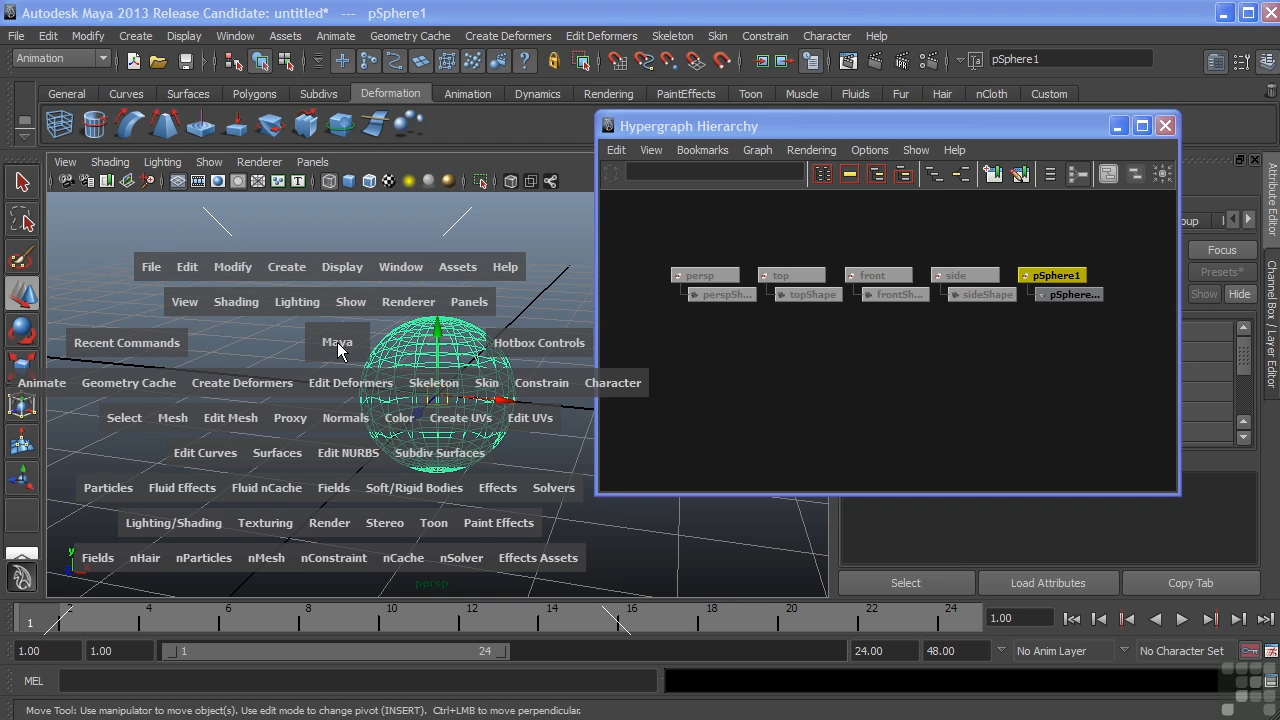 Autodesk Maya 2013 Release Candidate: untitled* --- pSphere1
File Edit Modify Create Display Window Assets Animate Geometry Cache Create Deformers Edit Deformers Skeleton Skin Constrain Character Help
Animation pSphere1
General Curves Surfaces Polygons Subdivs Deformation Animation Dynamics Rendering PaintEffects Toon Muscle Fluids Fur Hair nCloth Custom
Hypergraph Hierarchy
Edit View Bookmarks Graph Rendering Options Show Help
View Shading Lighting Show Renderer Panels
persp top front side pSphere1
perspSh... topShape frontSh... sideShape pSphere...
File Edit Modify Create Display Window Assets Help
View Shading Lighting Show Renderer Panels
Recent Commands Maya Hotbox Controls
Animate Geometry Cache Create Deformers Edit Deformers Skeleton Skin Constrain Character
Select Mesh Edit Mesh Proxy Normals Color Create UVs Edit UVs
Edit Curves Surfaces Edit NURBS Subdiv Surfaces
Particles Fluid Effects Fluid nCache Fields Soft/Rigid Bodies Effects Solvers
Lighting/Shading Texturing Render Stereo Toon Paint Effects
Fields nHair nParticles nMesh nConstraint nCache nSolver Effects Assets
y
persp
oup
Focus
Presets*
Show Hide
Attribute Editor
Channel Box / Layer Editor
Select Load Attributes Copy Tab
1 2 4 6 8 10 12 14 16 18 20 22 24 1.00
1.00 1.00 1 24 24.00 48.00 No Anim Layer No Character Set
MEL
Move Tool: Use manipulator to move object(s). Use edit mode to change pivot (INSERT). Ctrl+LMB to move perpendicular.